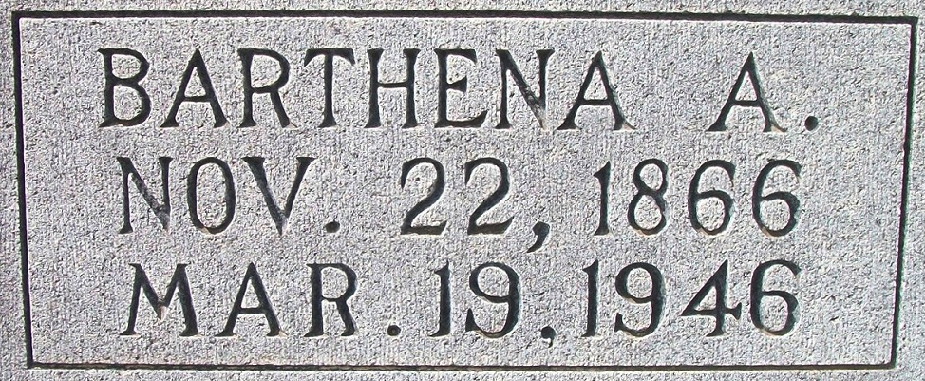 BARTHENA A.
NOV. 22, 1866
MAR. 19, 1946